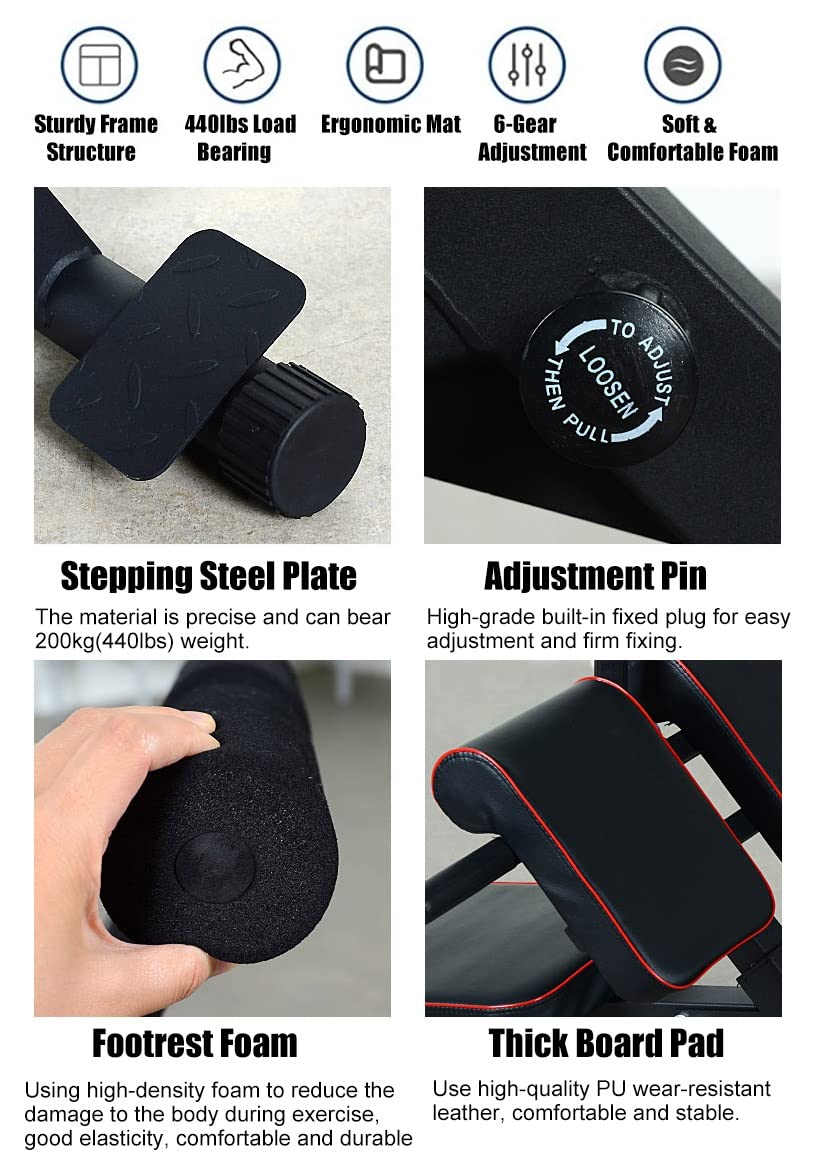 Sturdy Frame
Structure
440lbs Load
Bearing
Ergonomic Mat
6-Gear
Adjustment
Soft &
Comfortable Foam
TO ADJUST
LOOSEN
THEN PULL
Stepping Steel Plate
The material is precise and can bear
200kg(440lbs) weight.
Adjustment Pin
High-grade built-in fixed plug for easy
adjustment and firm fixing.
Footrest Foam
Using high-density foam to reduce the
damage to the body during exercise,
good elasticity, comfortable and durable
Thick Board Pad
Use high-quality PU wear-resistant
leather, comfortable and stable.